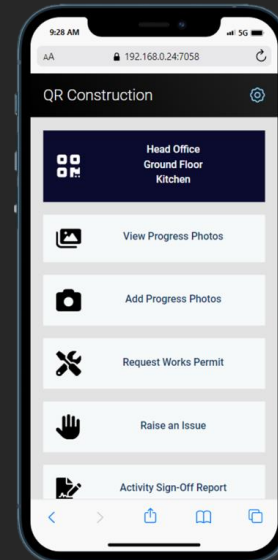 9:28 AM
5G
AA
192.168.0.24:7058
QR Construction
Head Office
Ground Floor
Kitchen
View Progress Photos
Add Progress Photos
Request Works Permit
Raise an Issue
Activity Sign-Off Report